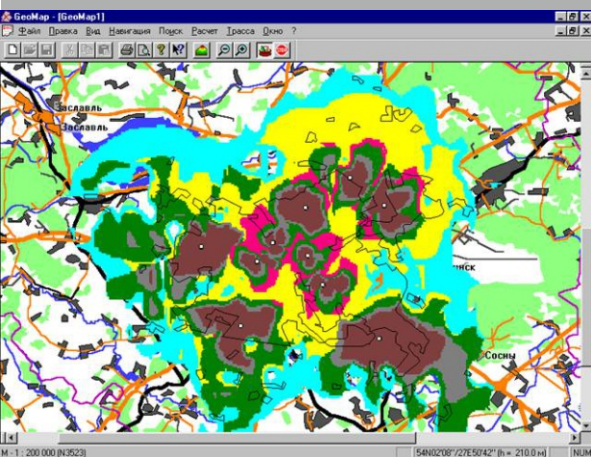 GeoMap - [GeoMap1]
Файл Правка Вид Навигация Поиск Расчет Трасса Окно ?
Заславль
Заславль
нск
Сосны
M - 1 : 200 000 (N3523)
54N02'08"/27E50'42" (h = 210.0 м)
NUM